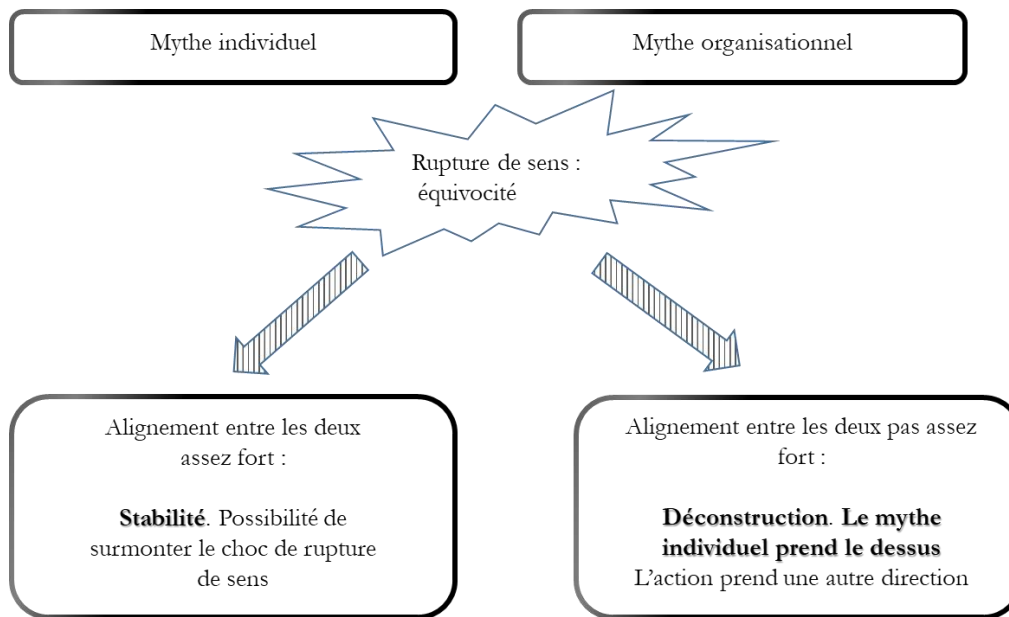 Mythe individuel
Mythe organisationnel
Rupture de sens :
équivocité
Alignement entre les deux
assez fort :
Stabilité. Possibilité de
surmonter le choc de rupture
de sens
Alignement entre les deux pas assez
fort :
Déconstruction. Le mythe
individuel prend le dessus
L'action prend une autre direction